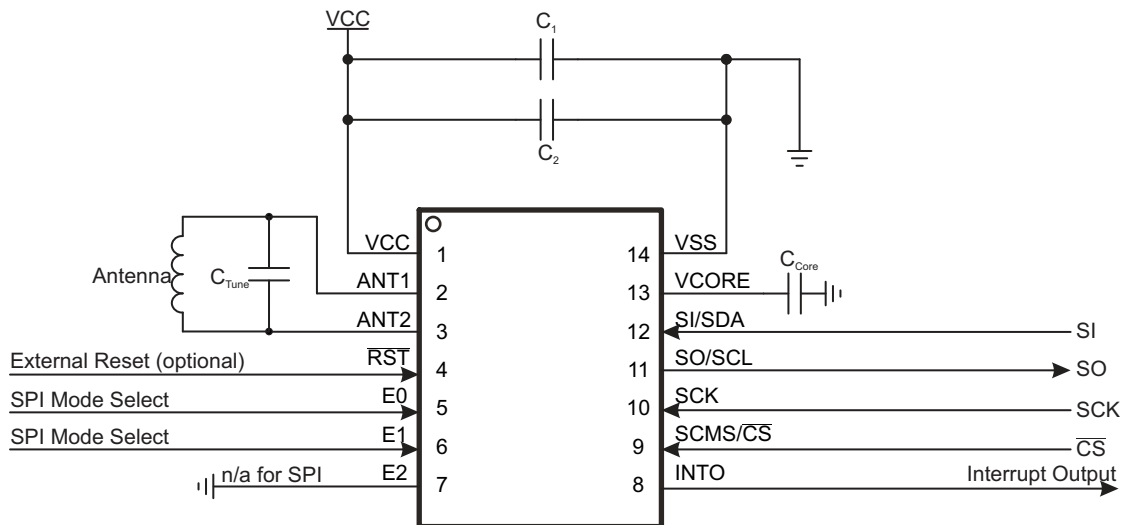 VCC
C1
C2
VCC 1 14 VSS
Antenna CTune ANT1 2 13 VCORE CCore
ANT2 3 12 SI/SDA SI
External Reset (optional) RST 4 11 SO/SCL SO
SPI Mode Select E0 5 10 SCK SCK
SPI Mode Select E1 6 9 SCMS/CS CS
n/a for SPI E2 7 8 INTO Interrupt Output